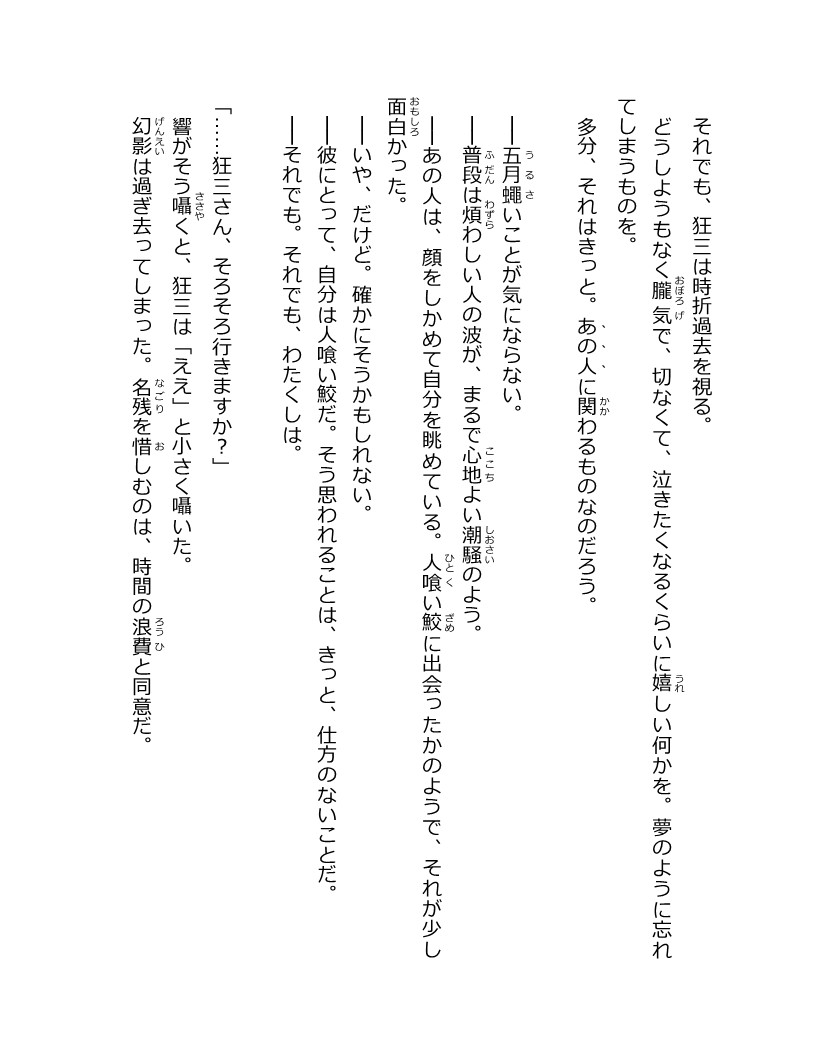 それでも、狂三は時折過去を視る。
どうしようもなく朧気で、切なくて、泣きたくなるくらいに嬉しい何かを。夢のように忘れ
てしまうものを。
多分、それはきっと。あの人に関わるものなのだろう。
――五月蠅いことが気にならない。
――普段は煩わしい人の波が、まるで心地よい潮騒のよう。
――あの人は、顔をしかめて自分を眺めている。人喰い鮫に出会ったかのようで、それが少し
面白かった。
――いや、だけど。確かにそうかもしれない。
――彼にとって、自分は人喰い鮫だ。そう思われることは、きっと、仕方のないことだ。
――それでも。それでも、わたくしは。
「……狂三さん、そろそろ行きますか？」
響がそう囁くと、狂三は「ええ」と小さく囁いた。
幻影は過ぎ去ってしまった。名残を惜しむのは、時間の浪費と同意だ。